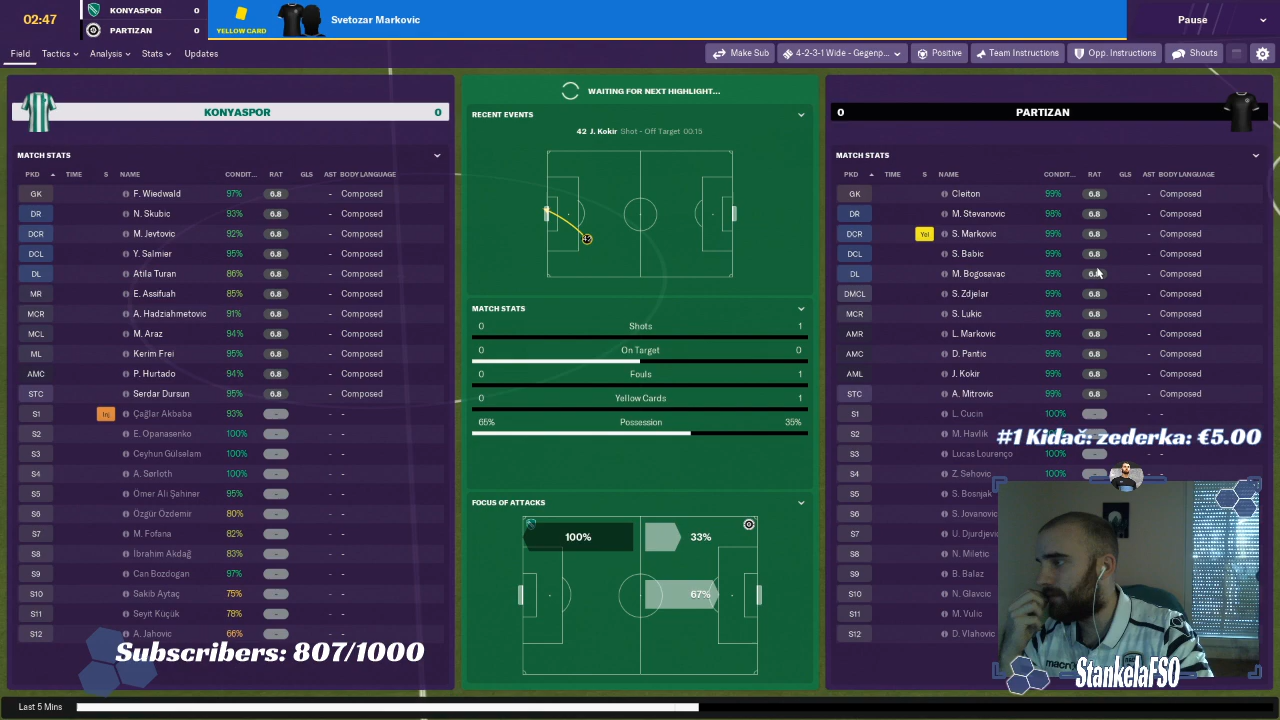 02:47
KONYASPOR 0
PARTIZAN 0
YELLOW CARD
Svetozar Markovic
Pause
Field Tactics Analysis Stats Updates
Make Sub 4-2-3-1 Wide - Gegenp... Positive Team Instructions Opp. Instructions Shouts
KONYASPOR 0
MATCH STATS
PKD TIME S NAME CONDIT... RAT GLS AST BODY LANGUAGE
GK F. Wiedwald 97% 6.8 - Composed
DR N. Skubic 93% 6.8 - Composed
DCR M. Jevtovic 92% 6.8 - Composed
DCL Y. Salmier 95% 6.8 - Composed
DL Atila Turan 86% 6.8 - Composed
MR E. Assifuah 85% 6.8 - Composed
MCR A. Hadziahmetovic 91% 6.8 - Composed
MCL M. Araz 94% 6.8 - Composed
ML Kerim Frei 95% 6.8 - Composed
AMC P. Hurtado 94% 6.8 - Composed
STC Serdar Dursun 95% 6.8 - Composed
S1 Inj Çağlar Akbaba 93% - - -
S2 E. Opanasenko 100% - - -
S3 Ceyhun Gülselam 100% - - -
S4 A. Sørloth 100% - - -
S5 Ömer Ali Şahiner 95% - - -
S6 Özgür Özdemir 80% - - -
S7 M. Fofana 82% - - -
S8 İbrahim Akdağ 83% - - -
S9 Can Bozdogan 97% - - -
S10 Sakib Aytaç 75% - - -
S11 Seyit Küçük 78% - - -
S12 A. Jahovic 66% - - -
Subscribers: 807/1000
WAITING FOR NEXT HIGHLIGHT...
RECENT EVENTS
42 J. Kokir Shot - Off Target 00:15
42
MATCH STATS
0 Shots 1
0 On Target 0
0 Fouls 1
0 Yellow Cards 1
65% Possession 35%
FOCUS OF ATTACKS
100% 33%
67%
0 PARTIZAN
MATCH STATS
PKD TIME S NAME CONDIT... RAT GLS AST BODY LANGUAGE
GK Cleiton 99% 6.8 - Composed
DR M. Stevanovic 98% 6.8 - Composed
DCR Yel S. Markovic 99% 6.8 - Composed
DCL S. Babic 99% 6.8 - Composed
DL M. Bogosavac 99% 6.8 - Composed
DMCL S. Zdjelar 99% 6.8 - Composed
MCR S. Lukic 99% 6.8 - Composed
AMR L. Markovic 99% 6.8 - Composed
AMC D. Pantic 99% 6.8 - Composed
AML J. Kokir 99% 6.8 - Composed
STC A. Mitrovic 99% 6.8 - Composed
S1 L. Cucin 100% - - -
S2 M. Havlik 100%
#1 Kidač: zederka: €5.00
S3 Lucas Lourenço 100% - - -
S4 Z. Sehovic 100% - - -
S5 S. Bosnjak
S6 S. Jovanovic
S7 U. Djurdjev
S8 N. Miletic
S9 B. Balaz
S10 N. Glavcic
S11 M. Vulic
S12 D. Vlahovic
StankelaFSO
Last 5 Mins